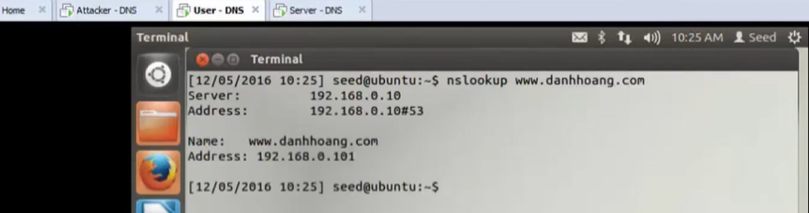 Home Attacker - DNS User - DNS Server - DNS
Terminal 10:25 AM Seed
Terminal
[12/05/2016 10:25] seed@ubuntu:~$ nslookup www.danhhoang.com
Server: 192.168.0.10
Address: 192.168.0.10#53
Name: www.danhhoang.com
Address: 192.168.0.101
[12/05/2016 10:25] seed@ubuntu:~$